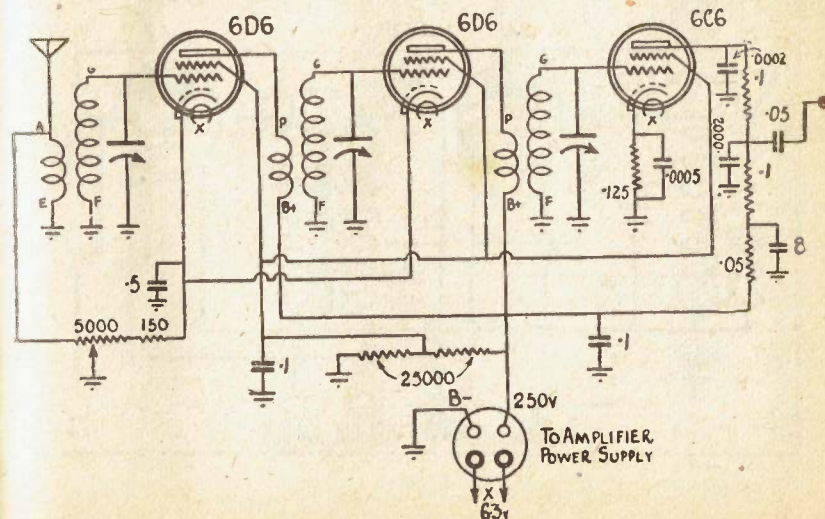 6D6
6D6
6C6
G
G
G
.0002
.1
.05
A
P
P
X
X
X
.0002
.1
.125
.0005
E
F
B+
F
B+
F
.5
.05
8
5000
150
.1
25000
.1
B-
250V
TO AMPLIFIER
POWER SUPPLY
X
6·3V